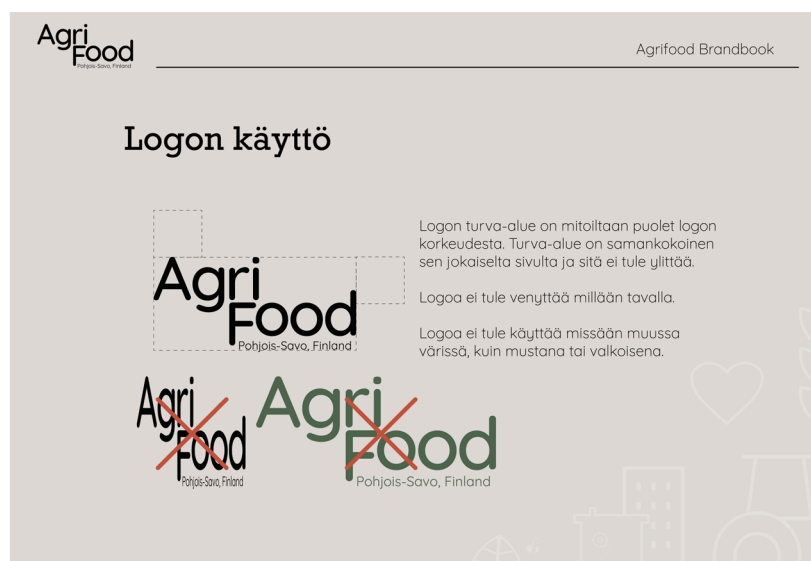 Agri
Food
Pohjois-Savo, Finland
Agrifood Brandbook
Logon käyttö
Agri
Food
Pohjois-Savo, Finland
Logon turva-alue on mitoiltaan puolet logon
korkeudesta. Turva-alue on samankokoinen
sen jokaiselta sivulta ja sitä ei tule ylittää.
Logoa ei tule venyttää millään tavalla.
Logoa ei tule käyttää missään muussa
värissä, kuin mustana tai valkoisena.
Agri
Food
Pohjois-Savo, Finland
Agri
Food
Pohjois-Savo, Finland